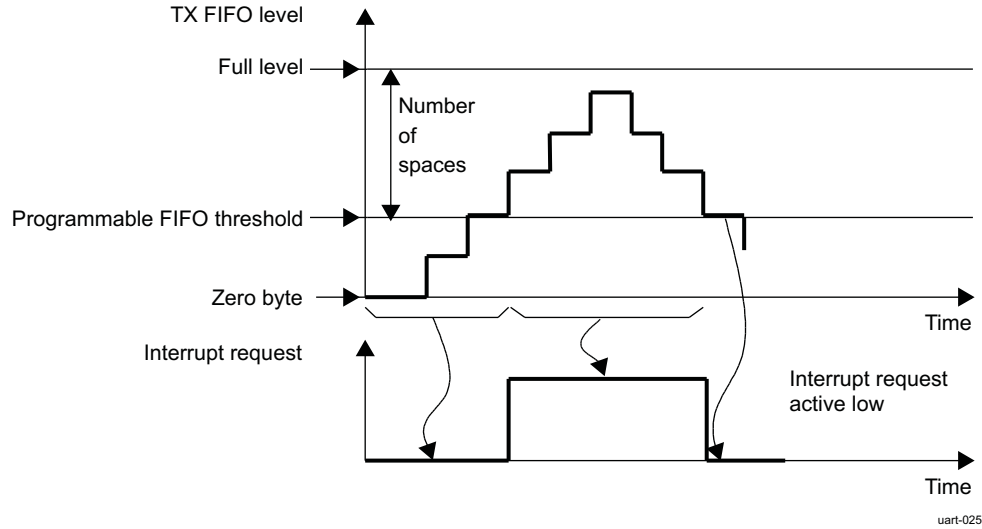 TX FIFO level
Full level
Number
of
spaces
Programmable FIFO threshold
Zero byte
Time
Interrupt request
Interrupt request
active low
Time
uart-025